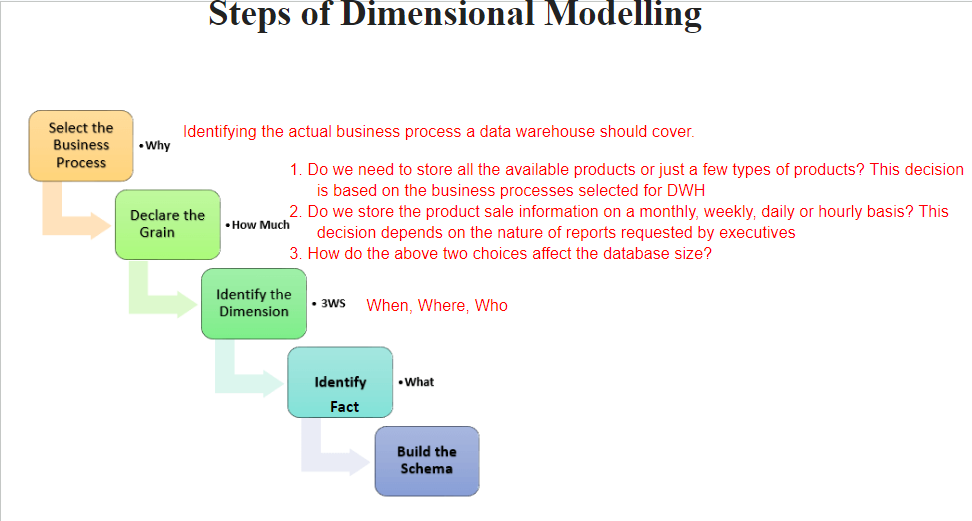 Steps of Dimensional Modelling
Select the
Business
Process
•Why
Identifying the actual business process a data warehouse should cover.
Declare the
Grain
•How Much
1. Do we need to store all the available products or just a few types of products? This decision
is based on the business processes selected for DWH
2. Do we store the product sale information on a monthly, weekly, daily or hourly basis? This
decision depends on the nature of reports requested by executives
3. How do the above two choices affect the database size?
Identify the
Dimension
• 3WS
When, Where, Who
Identify
Fact
•What
Build the
Schema